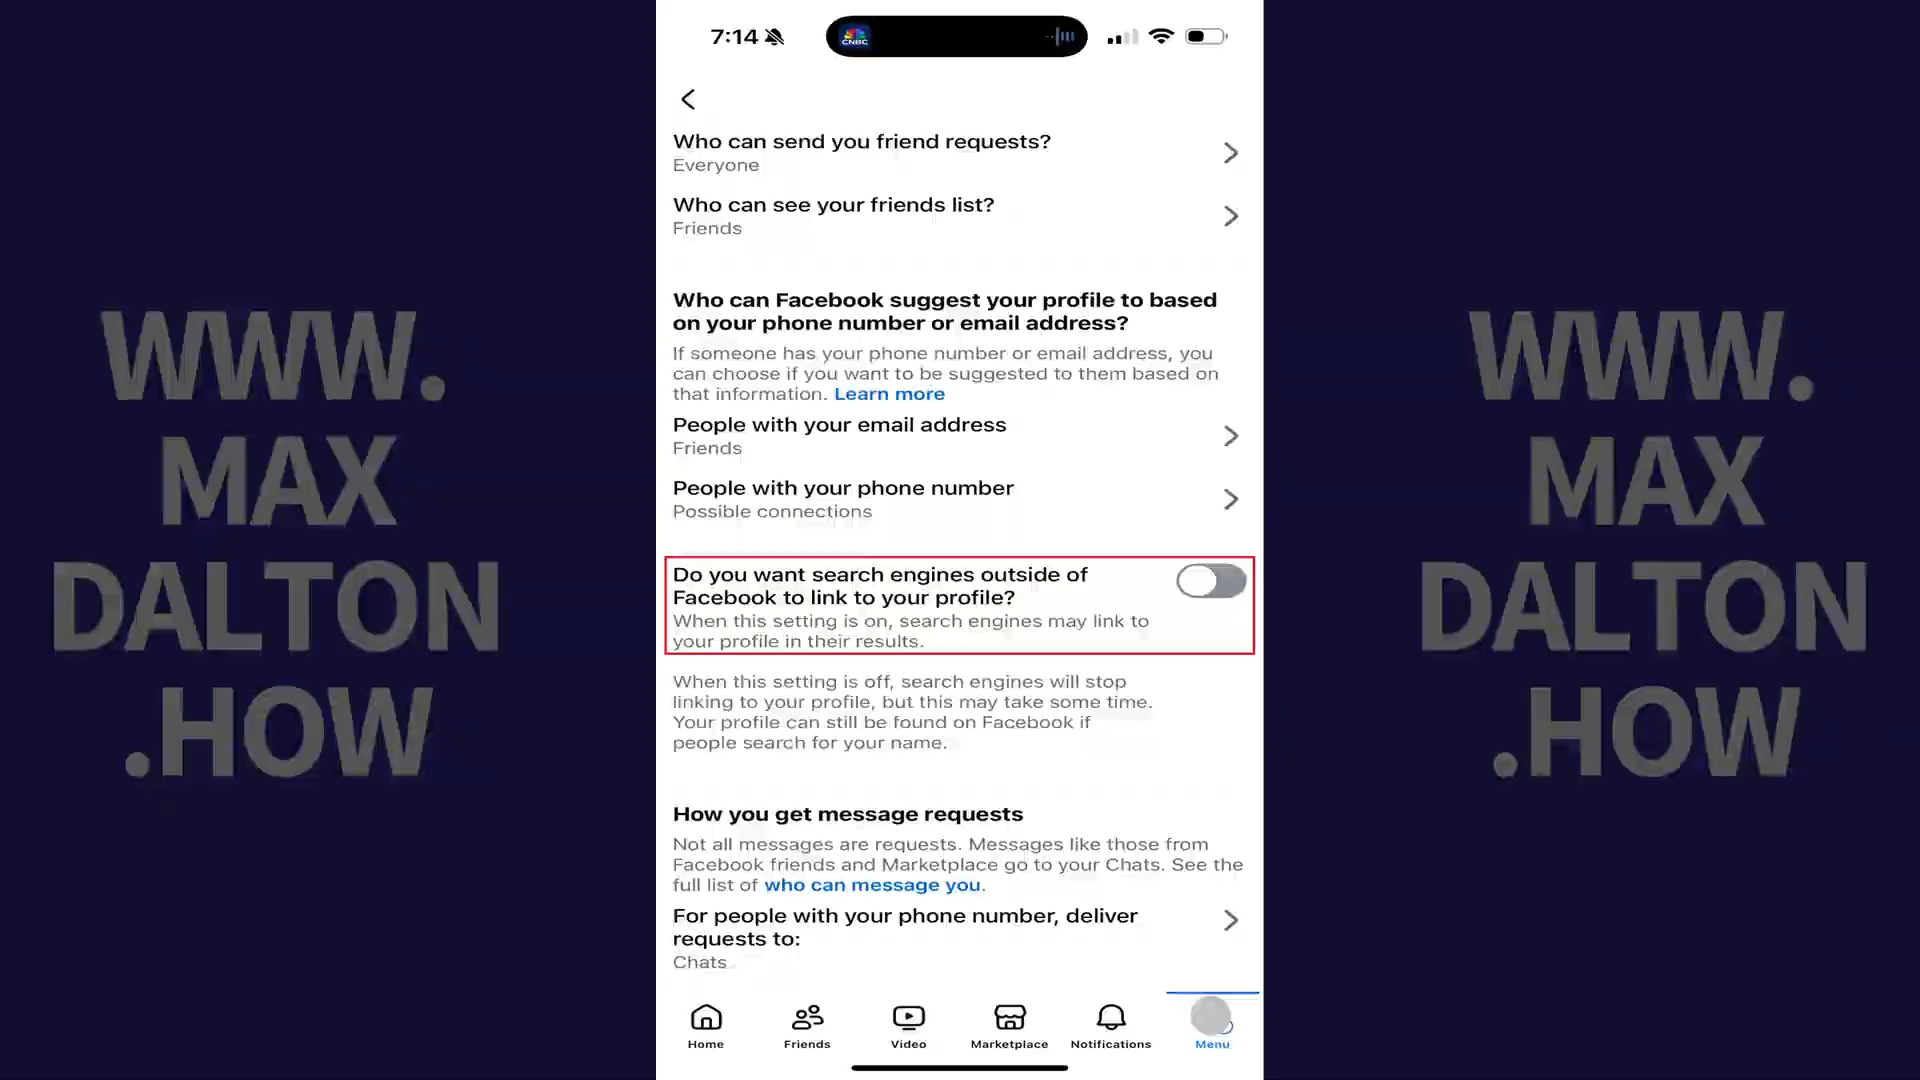 WWW.
MAX
DALTON
.HOW
7:14
CNBC
Who can send you friend requests?
Everyone
Who can see your friends list?
Friends
Who can Facebook suggest your profile to based
on your phone number or email address?
If someone has your phone number or email address, you
can choose if you want to be suggested to them based on
that information. Learn more
People with your email address
Friends
People with your phone number
Possible connections
Do you want search engines outside of
Facebook to link to your profile?
When this setting is on, search engines may link to
your profile in their results.
When this setting is off, search engines will stop
linking to your profile, but this may take some time.
Your profile can still be found on Facebook if
people search for your name.
How you get message requests
Not all messages are requests. Messages like those from
Facebook friends and Marketplace go to your Chats. See the
full list of who can message you.
For people with your phone number, deliver
requests to:
Chats
Home Friends Video Marketplace Notifications Menu
WWW.
MAX
DALTON
.HOW